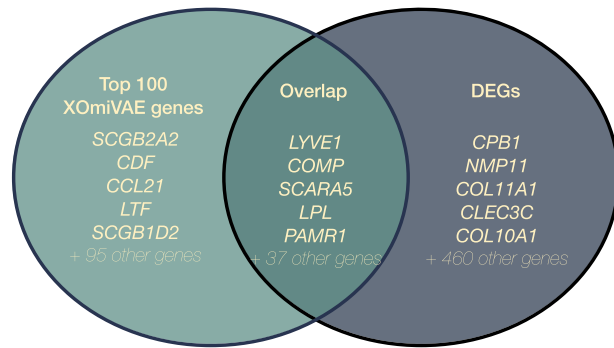 Top 100
XOmiVAE genes
SCGB2A2
CDF
CCL21
LTF
SCGB1D2
+ 95 other genes
Overlap
LYVE1
COMP
SCARA5
LPL
PAMR1
+ 37 other genes
DEGs
CPB1
NMP11
COL11A1
CLEC3C
COL10A1
+ 460 other genes